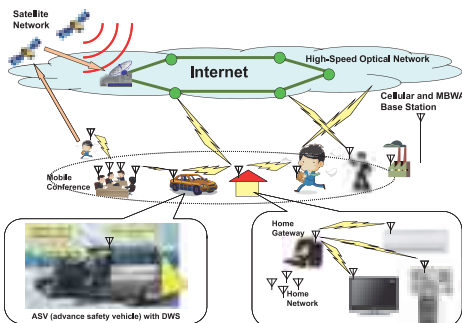 Satellite
Network
Internet
High-Speed Optical Network
Cellular and MBWA
Base Station
Mobile
Conference
Home
Gateway
Home
Network
ASV (advance safety vehicle) with DWS